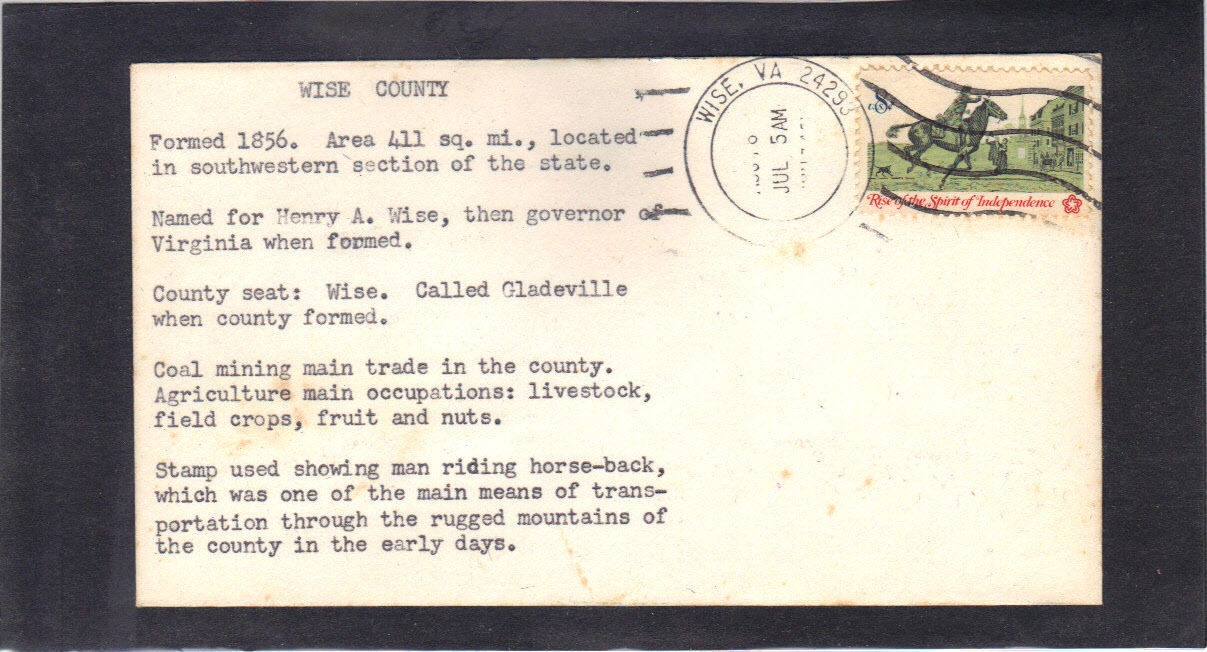 WISE COUNTY
Formed 1856. Area 411 sq. mi., located
in southwestern section of the state.
Named for Henry A. Wise, then governor of
Virginia when formed.
County seat: Wise. Called Gladeville
when county formed.
Coal mining main trade in the county.
Agriculture main occupations: livestock,
field crops, fruit and nuts.
Stamp used showing man riding horse-back,
which was one of the main means of trans-
portation through the rugged mountains of
the county in the early days.
WISE, VA 24293
JUL 5AM
Rise of the Spirit of Independence